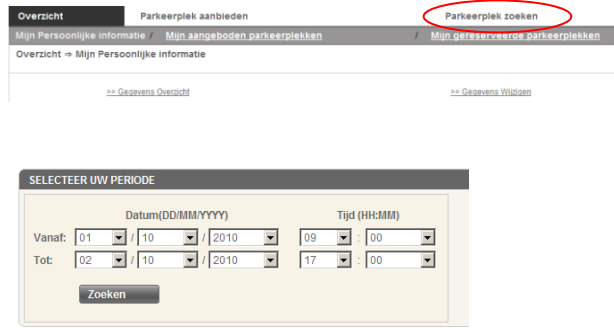 Overzicht Parkeerplek aanbieden Parkeerplek zoeken
Mijn Persoonlijke informatie / Mijn aangeboden parkeerplekken / Mijn gereserveerde parkeerplekken
Overzicht ⇒ Mijn Persoonlijke informatie
>> Gegevens Overzicht >> Gegevens Wijzigen
SELECTEER UW PERIODE
Datum(DD/MM/YYYY) Tijd (HH:MM)
Vanaf: 01 / 10 / 2010 09 : 00
Tot: 02 / 10 / 2010 17 : 00
Zoeken